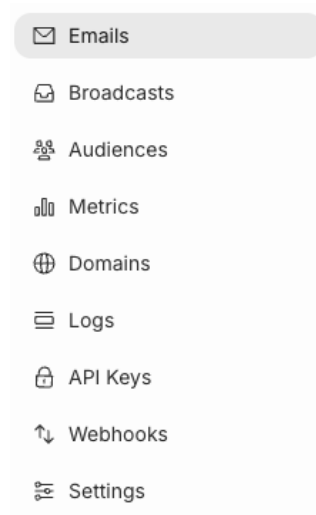 Emails
Broadcasts
Audiences
Metrics
Domains
Logs
API Keys
Webhooks
Settings